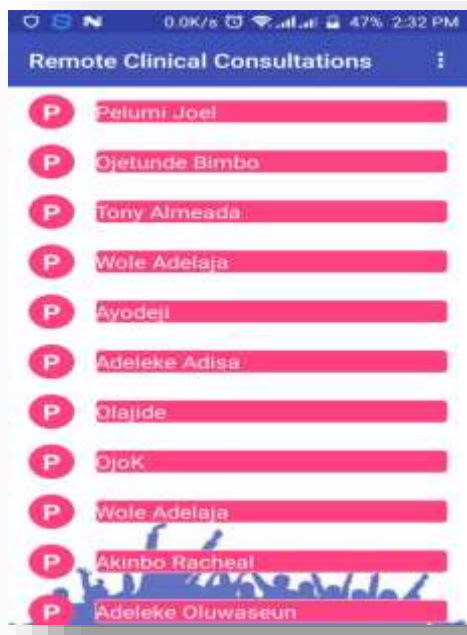 0.0K/s 47% 2:32 PM
Remote Clinical Consultations
P Pelumi Joel
P Ojetunde Bimbo
P Tony Almeada
P Wole Adelaja
P Ayodeji
P Adeleke Adisa
P Olajide
P OjoK
P Wole Adelaja
P Akinbo Racheal
P Adeleke Oluwaseun